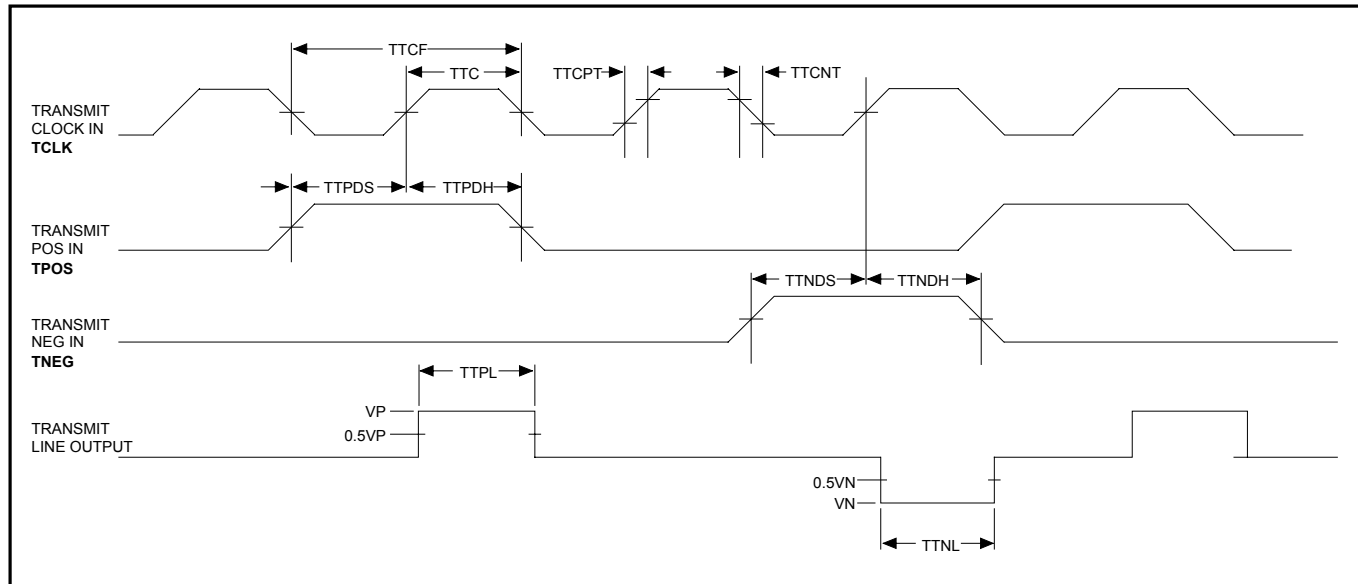 TTCF
TTC
TTCPT
TTCNT
TRANSMIT
CLOCK IN
TCLK
TTPDS
TTPDH
TRANSMIT
POS IN
TPOS
TTNDS
TTNDH
TRANSMIT
NEG IN
TNEG
TTPL
VP
0.5VP
TRANSMIT
LINE OUTPUT
0.5VN
VN
TTNL